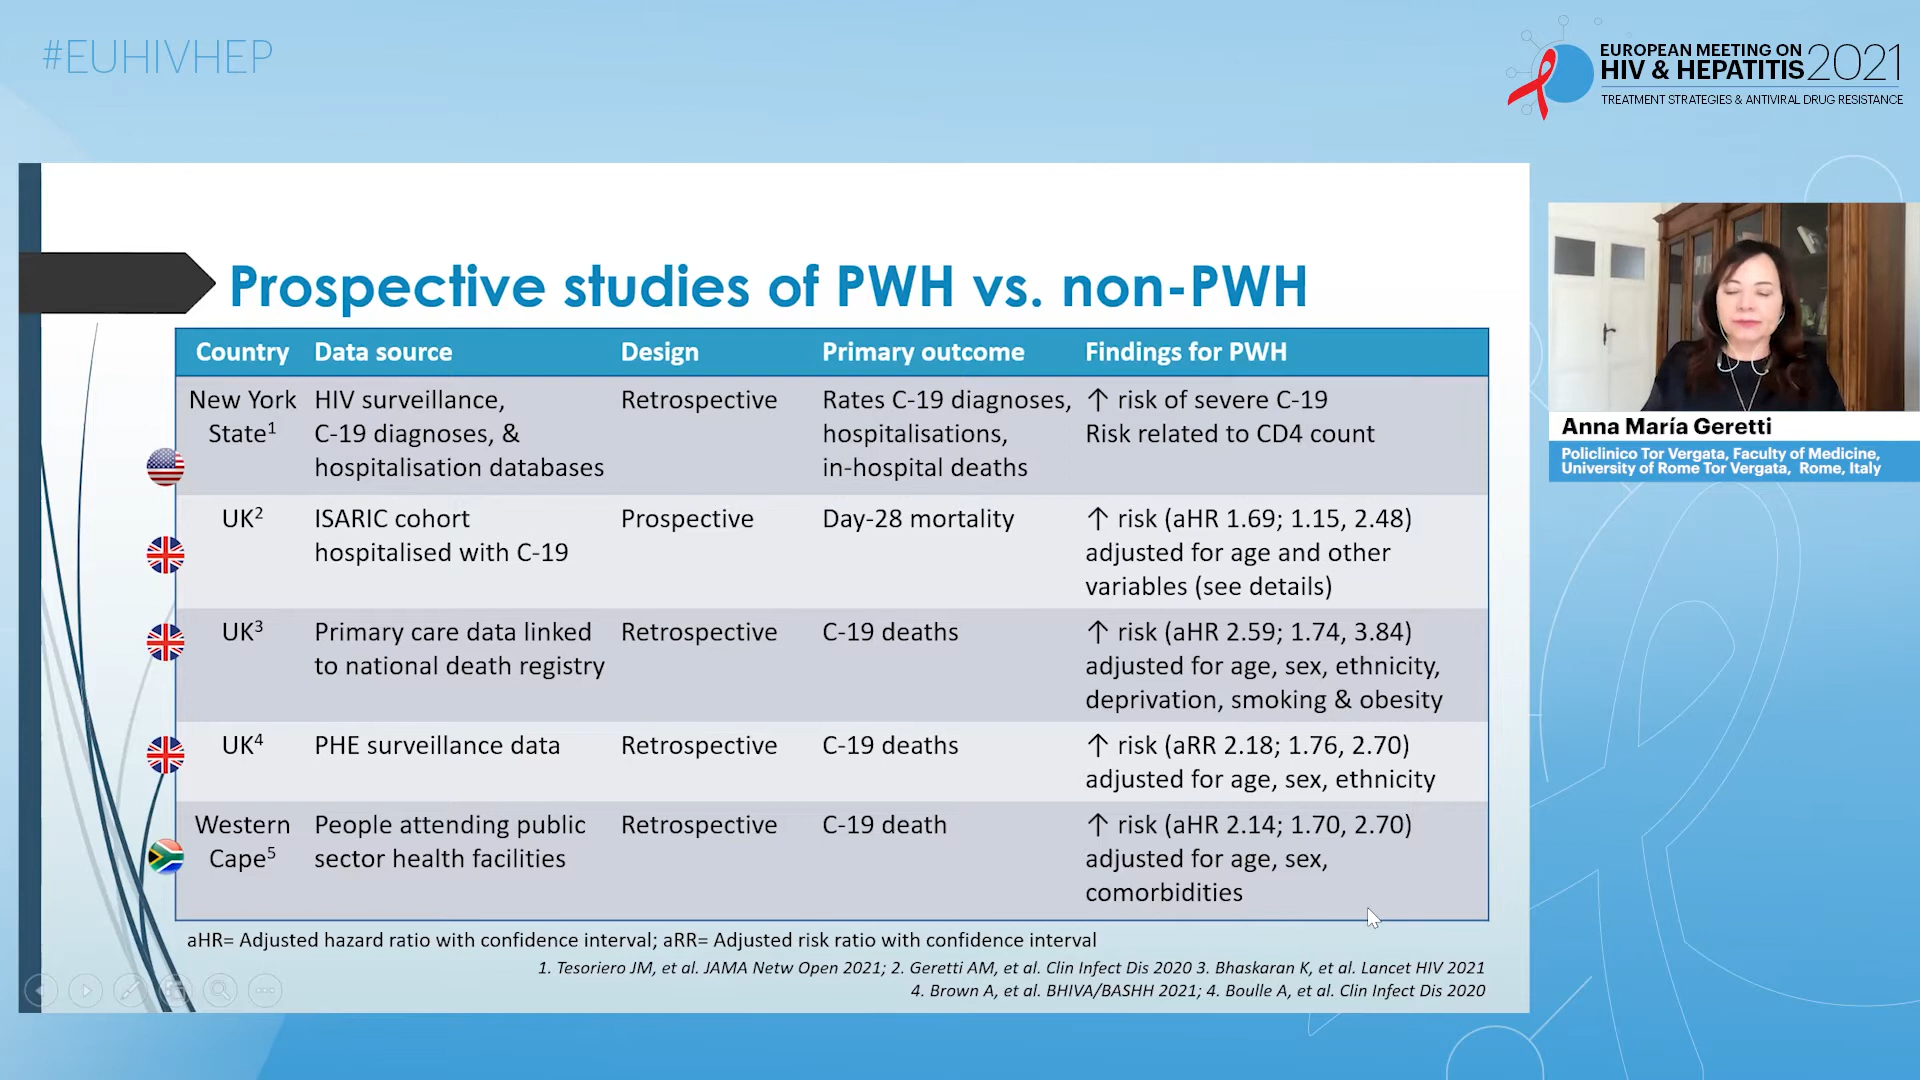 #EUHIVHEP
EUROPEAN MEETING ON
HIV & HEPATITIS 2021
TREATMENT STRATEGIES & ANTIVIRAL DRUG RESISTANCE
Prospective studies of PWH vs. non-PWH
Country Data source Design Primary outcome Findings for PWH
New York HIV surveillance, Retrospective Rates C-19 diagnoses, ↑ risk of severe C-19
State¹ C-19 diagnoses, & hospitalisations, Risk related to CD4 count
hospitalisation databases in-hospital deaths
UK² ISARIC cohort Prospective Day-28 mortality ↑ risk (aHR 1.69; 1.15, 2.48)
hospitalised with C-19 adjusted for age and other
variables (see details)
UK³ Primary care data linked Retrospective C-19 deaths ↑ risk (aHR 2.59; 1.74, 3.84)
to national death registry adjusted for age, sex, ethnicity,
deprivation, smoking & obesity
UK⁴ PHE surveillance data Retrospective C-19 deaths ↑ risk (aRR 2.18; 1.76, 2.70)
adjusted for age, sex, ethnicity
Western People attending public Retrospective C-19 death ↑ risk (aHR 2.14; 1.70, 2.70)
Cape⁵ sector health facilities adjusted for age, sex,
comorbidities
aHR= Adjusted hazard ratio with confidence interval; aRR= Adjusted risk ratio with confidence interval
1. Tesoriero JM, et al. JAMA Netw Open 2021; 2. Geretti AM, et al. Clin Infect Dis 2020 3. Bhaskaran K, et al. Lancet HIV 2021
4. Brown A, et al. BHIVA/BASHH 2021; 4. Boulle A, et al. Clin Infect Dis 2020
Anna María Geretti
Policlinico Tor Vergata, Faculty of Medicine,
University of Rome Tor Vergata, Rome, Italy